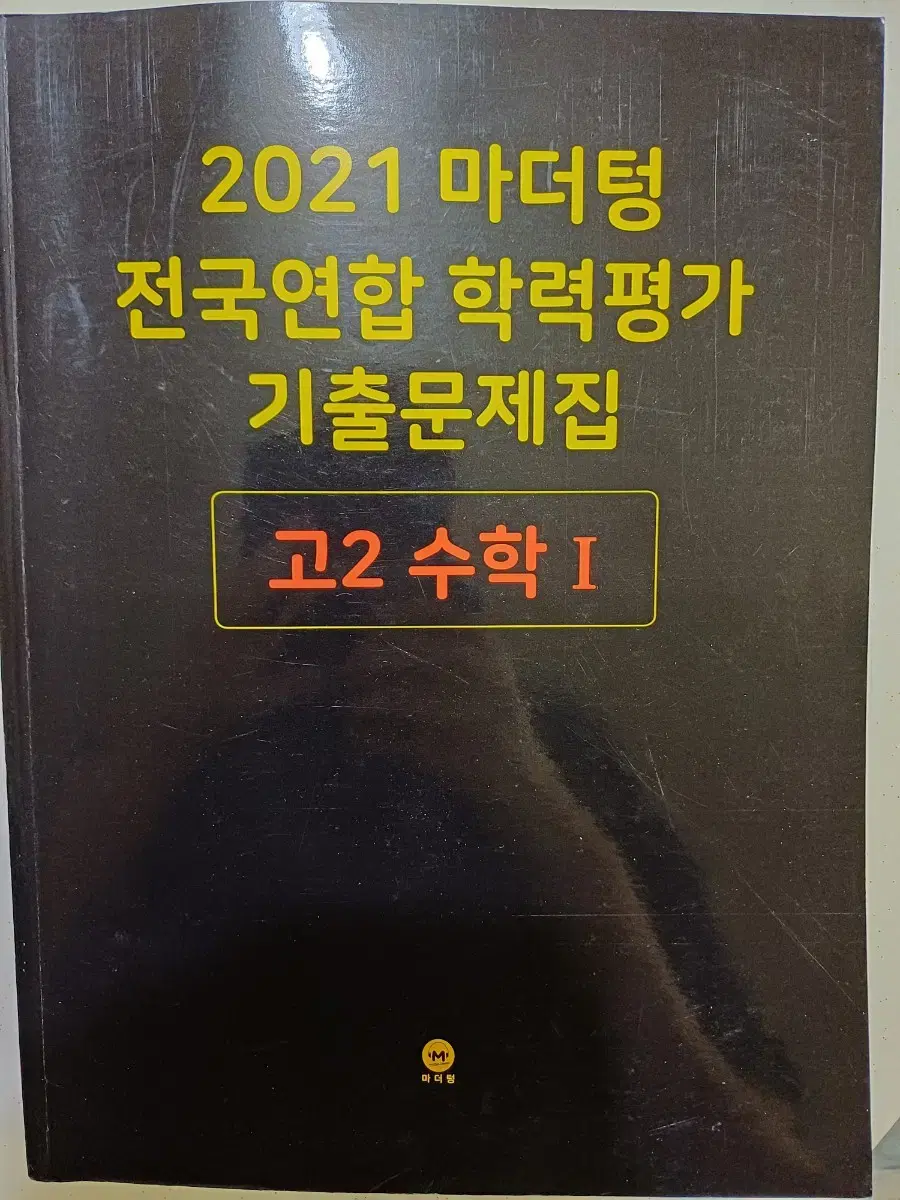 2021 마더텅
전국연합 학력평가
기출문제집
고2 수학 I
M
마더텅